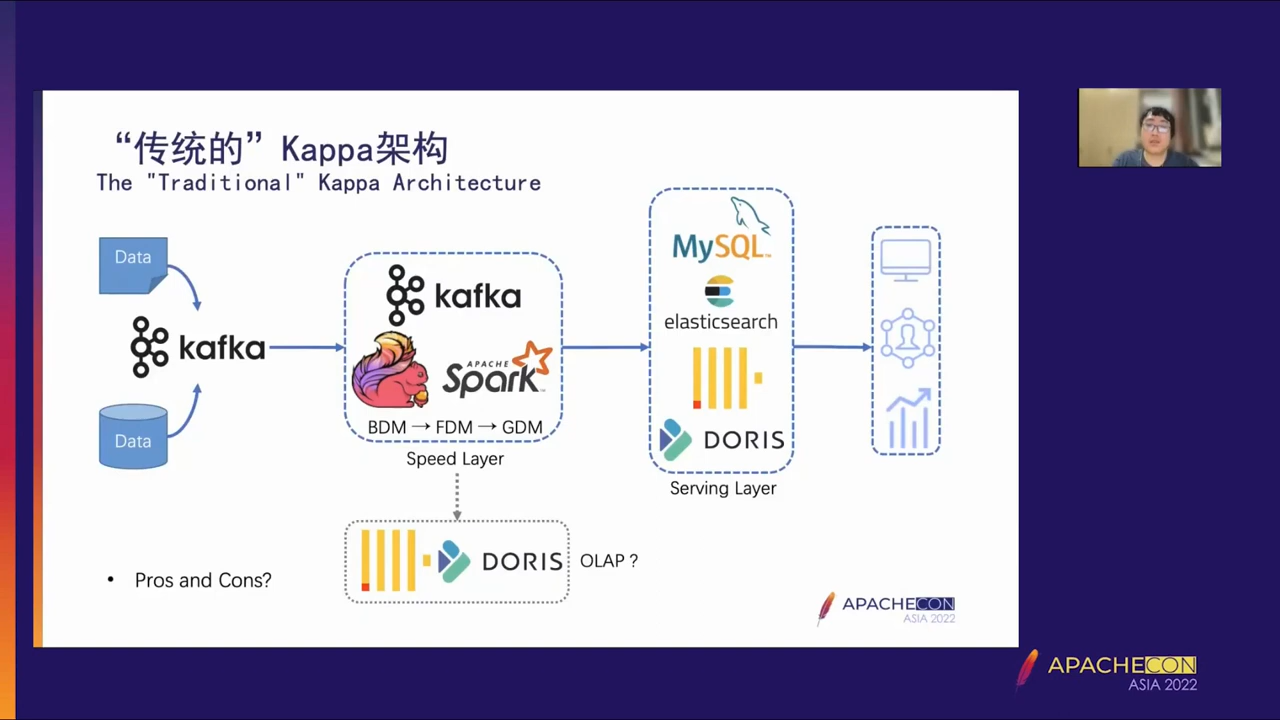 “传统的”Kappa架构
The "Traditional" Kappa Architecture
Data
kafka
Data
kafka
APACHE
Spark™
BDM → FDM → GDM
Speed Layer
MySQL™
elasticsearch
DORIS
Serving Layer
DORIS
OLAP ?
• Pros and Cons?
APACHECON
ASIA 2022
APACHECON
ASIA 2022